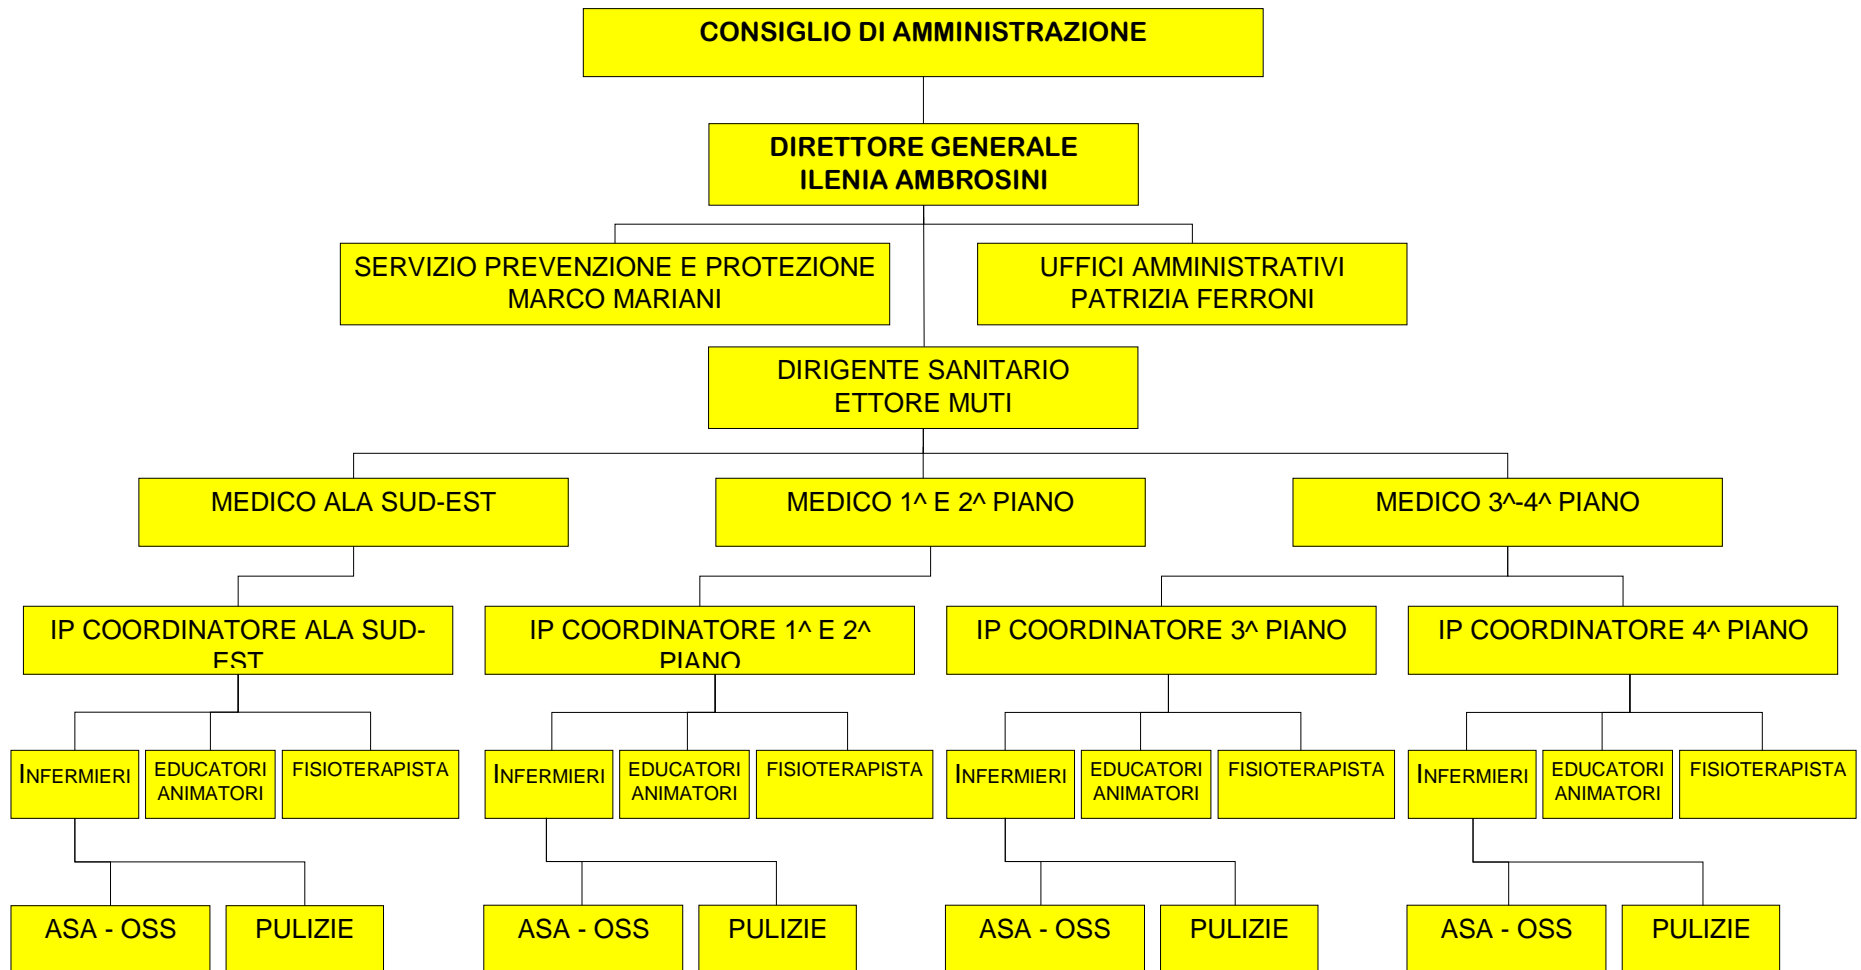 CONSIGLIO DI AMMINISTRAZIONE
DIRETTORE GENERALE
ILENIA AMBROSINI
SERVIZIO PREVENZIONE E PROTEZIONE
MARCO MARIANI
UFFICI AMMINISTRATIVI
PATRIZIA FERRONI
DIRIGENTE SANITARIO
ETTORE MUTI
MEDICO ALA SUD-EST
MEDICO 1^ E 2^ PIANO
MEDICO 3^-4^ PIANO
IP COORDINATORE ALA SUD-
EST
IP COORDINATORE 1^ E 2^
PIANO
IP COORDINATORE 3^ PIANO
IP COORDINATORE 4^ PIANO
INFERMIERI
EDUCATORI
ANIMATORI
FISIOTERAPISTA
INFERMIERI
EDUCATORI
ANIMATORI
FISIOTERAPISTA
INFERMIERI
EDUCATORI
ANIMATORI
FISIOTERAPISTA
INFERMIERI
EDUCATORI
ANIMATORI
FISIOTERAPISTA
ASA - OSS
PULIZIE
ASA - OSS
PULIZIE
ASA - OSS
PULIZIE
ASA - OSS
PULIZIE